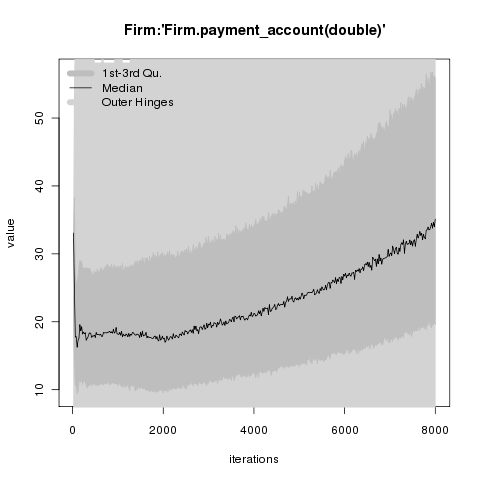 Firm:'Firm.payment_account(double)'
1st-3rd Qu.
Median
Outer Hinges
50
40
30
20
10
value
0 2000 4000 6000 8000
iterations